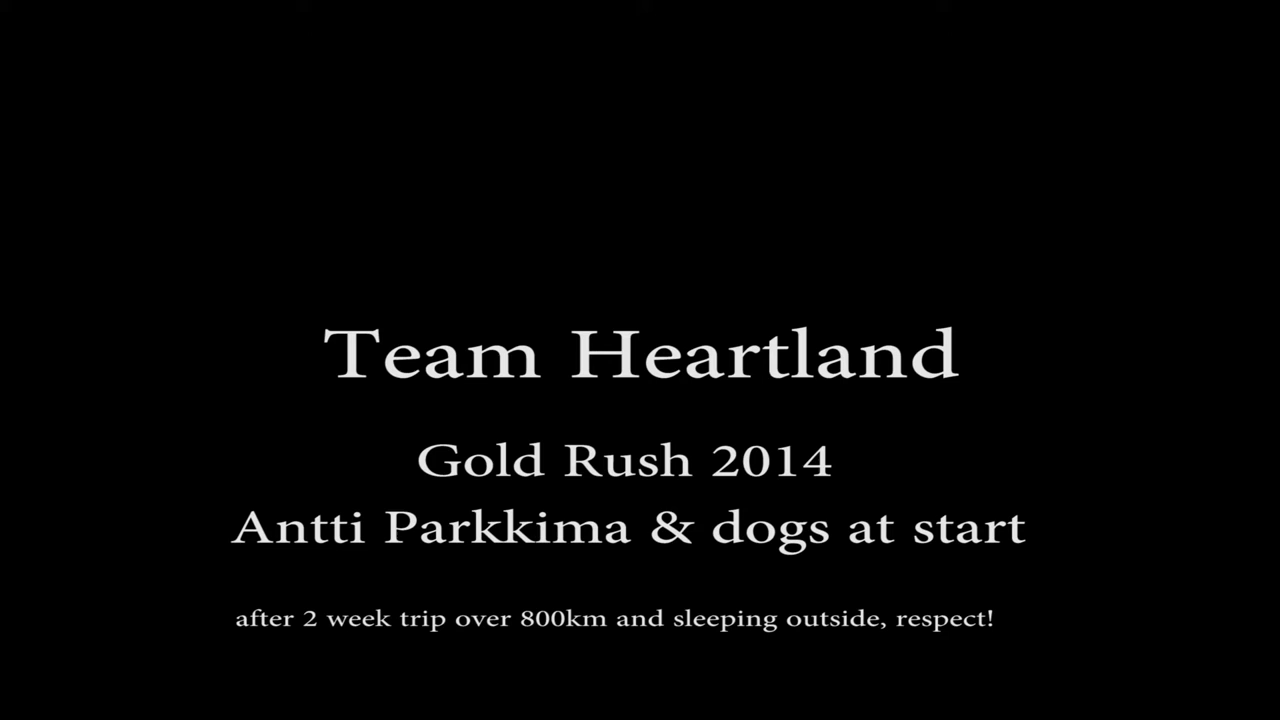 Team Heartland
Gold Rush 2014
Antti Parkkima & dogs at start
after 2 week trip over 800km and sleeping outside, respect!